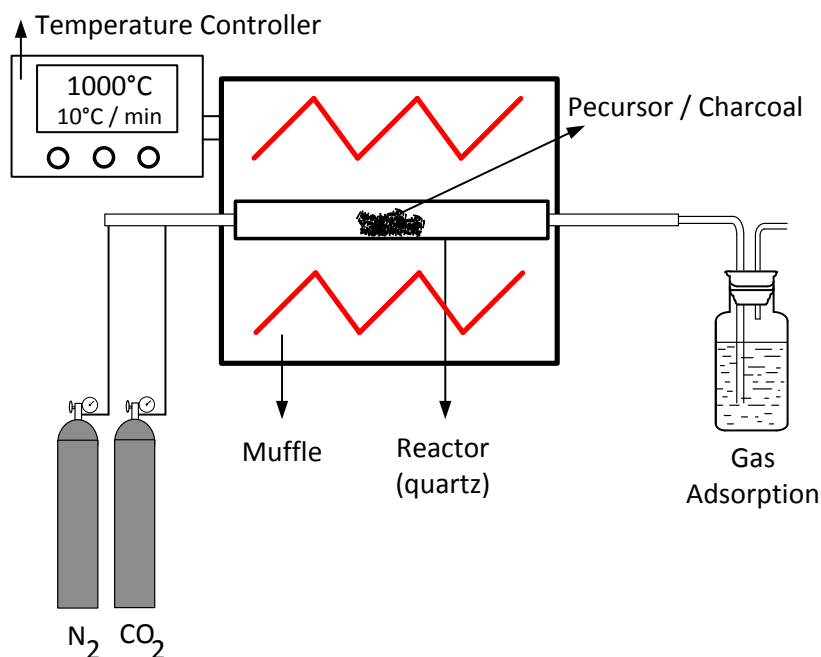 Temperature Controller
1000°C
10°C / min
Pecursor / Charcoal
Muffle
Reactor
(quartz)
Gas
Adsorption
N2
CO2